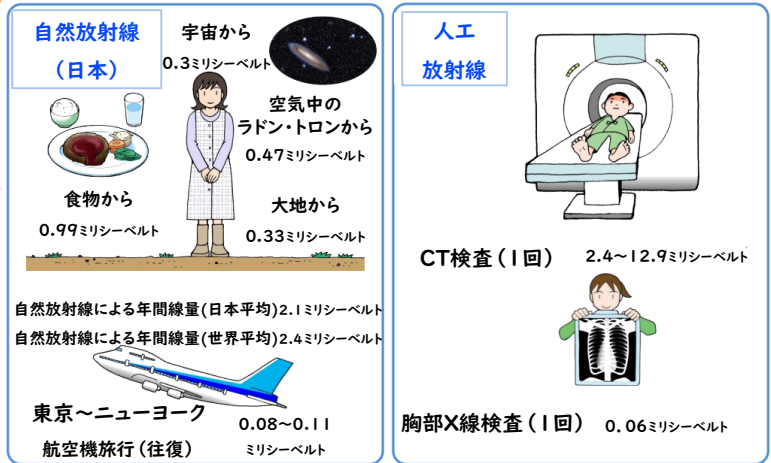 自然放射線
（日本）
宇宙から
0.3ミリシーベルト
空気中の
ラドン・トロンから
0.47ミリシーベルト
食物から
0.99ミリシーベルト
大地から
0.33ミリシーベルト
自然放射線による年間線量(日本平均)2.1ミリシーベルト
自然放射線による年間線量(世界平均)2.4ミリシーベルト
東京～ニューヨーク
航空機旅行（往復）
0.08～0.11
ミリシーベルト
人工
放射線
CT検査（1回） 2.4～12.9ミリシーベルト
胸部X線検査（1回） 0.06ミリシーベルト